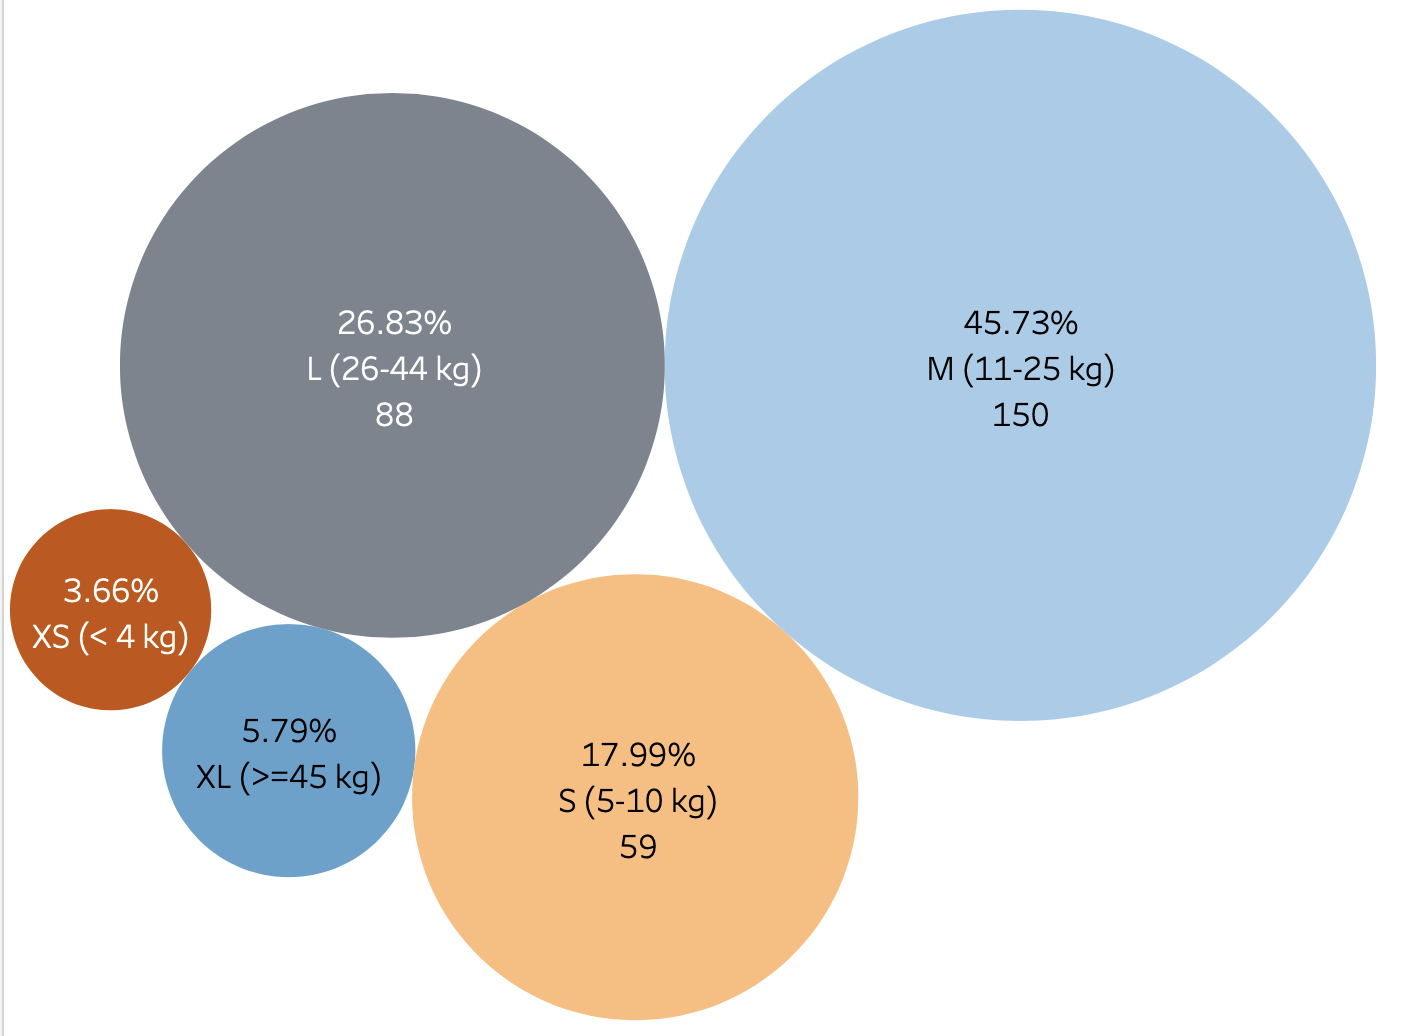 26.83%
L (26-44 kg)
88
45.73%
M (11-25 kg)
150
3.66%
XS (< 4 kg)
5.79%
XL (>=45 kg)
17.99%
S (5-10 kg)
59